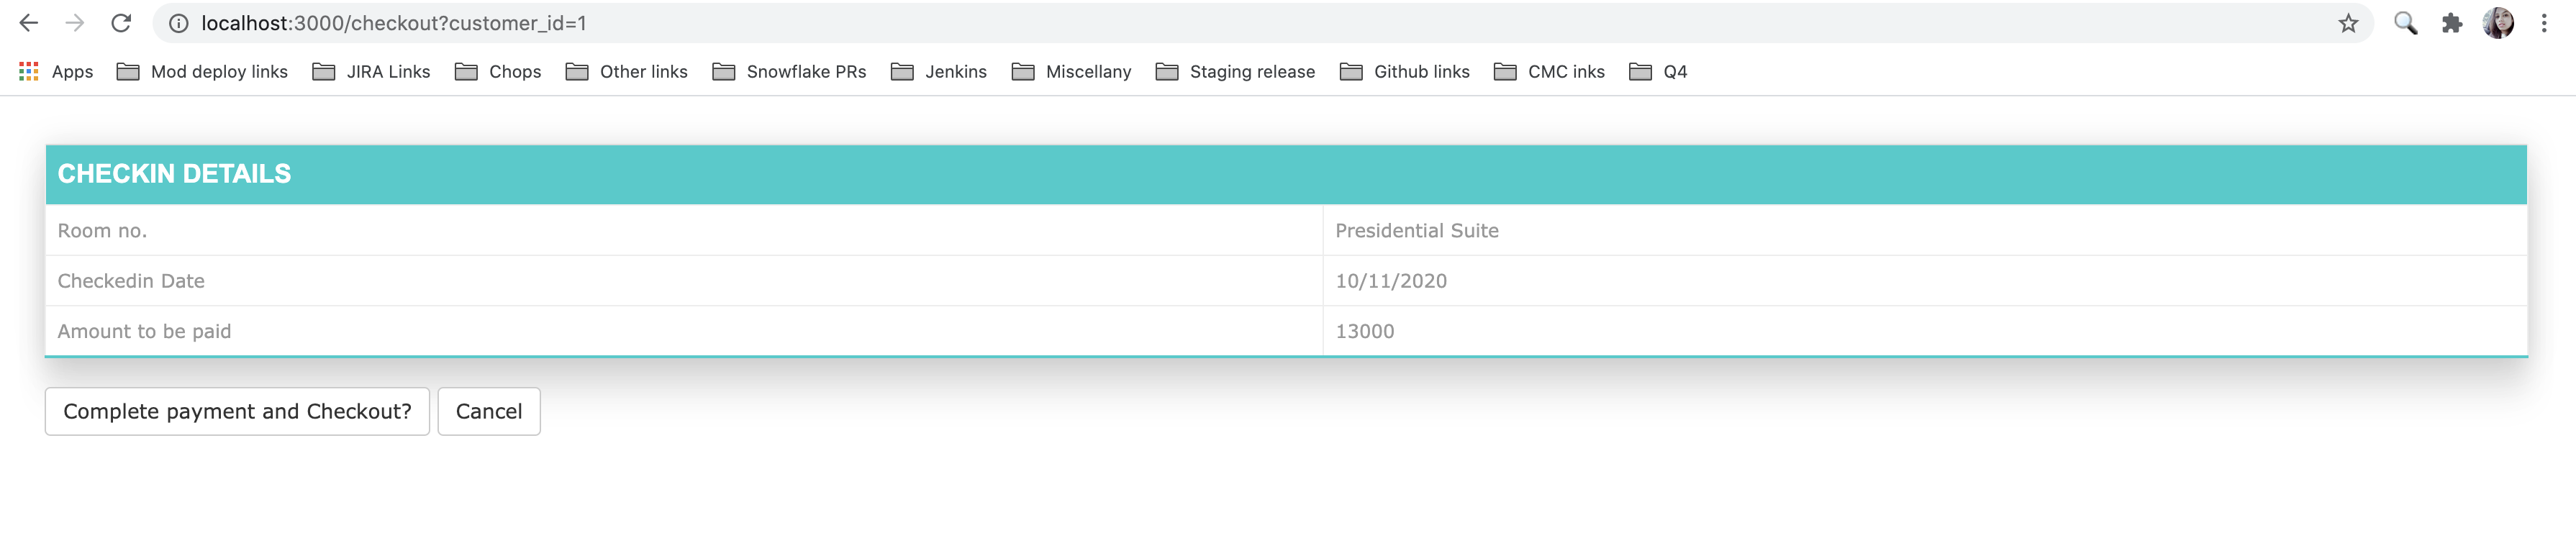 localhost:3000/checkout?customer_id=1
Apps Mod deploy links JIRA Links Chops Other links Snowflake PRs Jenkins Miscellany Staging release Github links CMC inks Q4
CHECKIN DETAILS
Room no. Presidential Suite
Checkedin Date 10/11/2020
Amount to be paid 13000
Complete payment and Checkout? Cancel